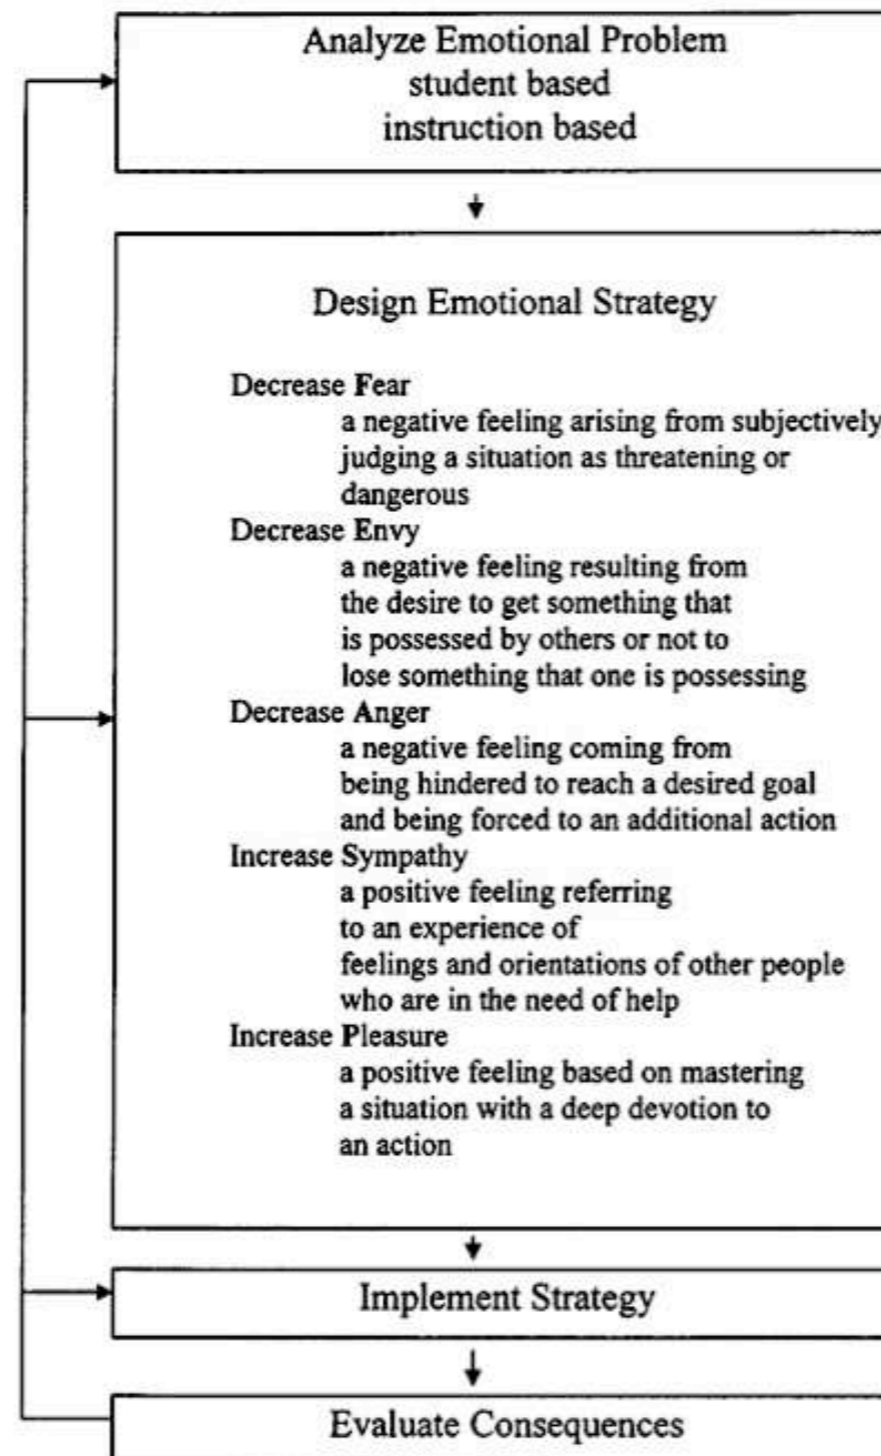 Analyze Emotional Problem
student based
instruction based
Design Emotional Strategy
Decrease Fear
a negative feeling arising from subjectively
judging a situation as threatening or
dangerous
Decrease Envy
a negative feeling resulting from
the desire to get something that
is possessed by others or not to
lose something that one is possessing
Decrease Anger
a negative feeling coming from
being hindered to reach a desired goal
and being forced to an additional action
Increase Sympathy
a positive feeling referring
to an experience of
feelings and orientations of other people
who are in the need of help
Increase Pleasure
a positive feeling based on mastering
a situation with a deep devotion to
an action
Implement Strategy
Evaluate Consequences